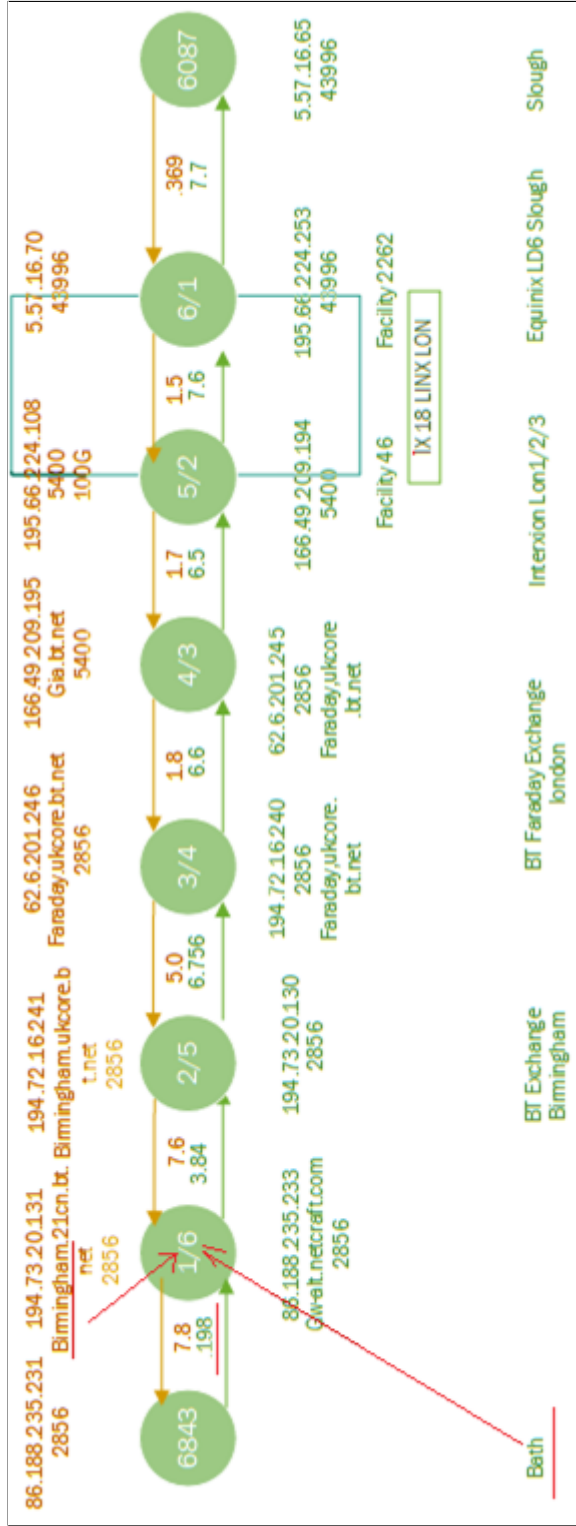 86.188.235.231
2856
194.73.20.131
Birmingham.21cn.bt.
net
2856
194.72.16.241
Birmingham.ukcore.b
t.net
2856
62.6.201.246
Faraday.ukcore.bt.net
2856
166.49.209.195
Gia.bt.net
5400
195.66.224.108
5400
100G
5.57.16.70
43996
6843
7.8
.198
1/6
7.6
3.84
2/5
5.0
6.756
3/4
1.8
6.6
4/3
1.7
6.5
5/2
1.5
7.6
6/1
.369
7.7
6087
86.188.235.233
Gw-alt.netcraft.com
2856
194.73.20.130
2856
194.72.16.240
2856
Faraday,ukcore.
bt.net
62.6.201.245
2856
Faraday,ukcore
.bt.net
166.49.209.194
5400
195.66.224.253
43996
5.57.16.65
43996
Facility 46
Facility 2262
IX 18 LINX LON
Bath
BT Exchange
Birmingham
BT Faraday Exchange
london
Interxion Lon1/2/3
Equinix LD6 Slough
Slough